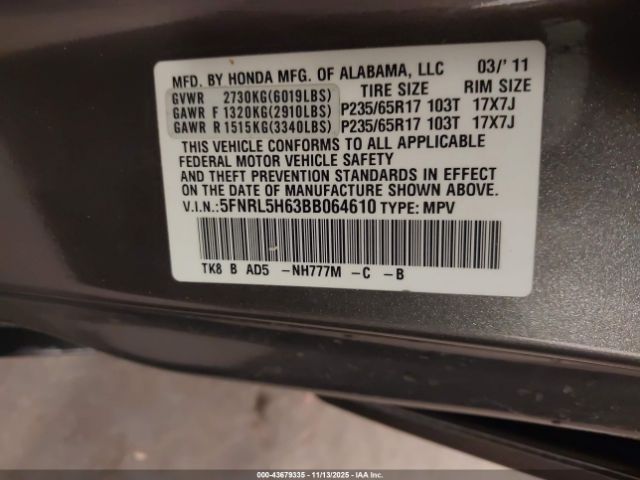 MFD. BY HONDA MFG. OF ALABAMA, LLC 03/'11
TIRE SIZE RIM SIZE
GVWR 2730KG(6019LBS)
GAWR F 1320KG(2910LBS) P235/65R17 103T 17X7J
GAWR R 1515KG(3340LBS) P235/65R17 103T 17X7J
THIS VEHICLE CONFORMS TO ALL APPLICABLE
FEDERAL MOTOR VEHICLE SAFETY
AND THEFT PREVENTION STANDARDS IN EFFECT
ON THE DATE OF MANUFACTURE SHOWN ABOVE.
V.I.N.:5FNRL5H63BB064610 TYPE: MPV
TK8 B AD5 -NH777M -C -B
000-43679335 - 11/13/2025 - IAAI, Inc.